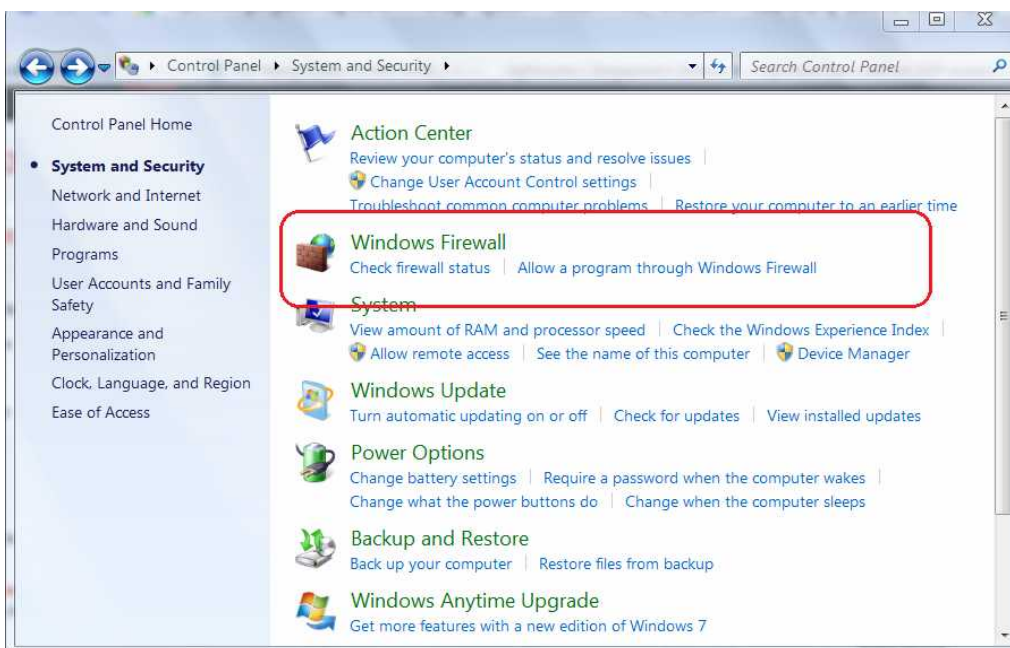 Control Panel System and Security
Search Control Panel
Control Panel Home
System and Security
Network and Internet
Hardware and Sound
Programs
User Accounts and Family
Safety
Appearance and
Personalization
Clock, Language, and Region
Ease of Access
Action Center
Review your computer's status and resolve issues
Change User Account Control settings
Troubleshoot common computer problems Restore your computer to an earlier time
Windows Firewall
Check firewall status Allow a program through Windows Firewall
System
View amount of RAM and processor speed Check the Windows Experience Index
Allow remote access See the name of this computer Device Manager
Windows Update
Turn automatic updating on or off Check for updates View installed updates
Power Options
Change battery settings Require a password when the computer wakes
Change what the power buttons do Change when the computer sleeps
Backup and Restore
Back up your computer Restore files from backup
Windows Anytime Upgrade
Get more features with a new edition of Windows 7